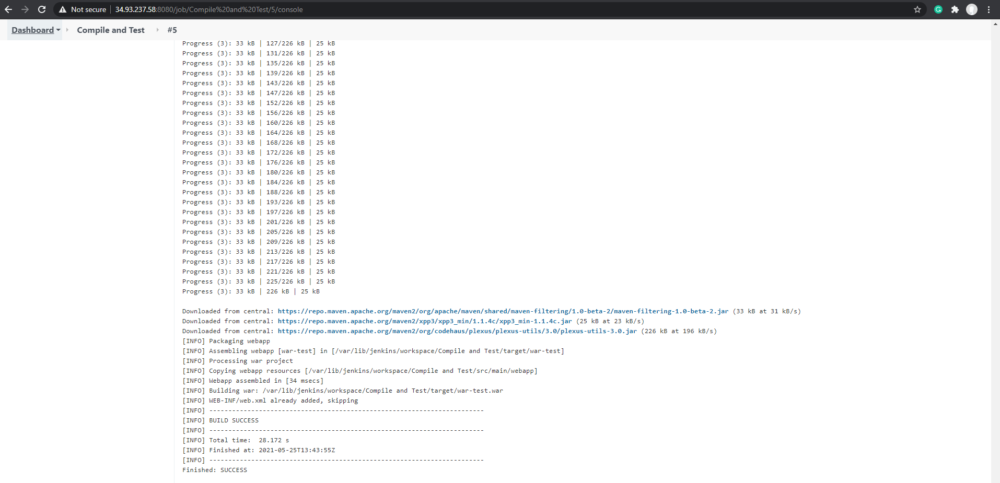 Not secure | 34.93.237.58:8080/job/Compile%20and%20Test/5/console
Dashboard Compile and Test #5
Progress (3): 33 kB | 127/226 kB | 25 kB
Progress (3): 33 kB | 131/226 kB | 25 kB
Progress (3): 33 kB | 135/226 kB | 25 kB
Progress (3): 33 kB | 139/226 kB | 25 kB
Progress (3): 33 kB | 143/226 kB | 25 kB
Progress (3): 33 kB | 147/226 kB | 25 kB
Progress (3): 33 kB | 152/226 kB | 25 kB
Progress (3): 33 kB | 156/226 kB | 25 kB
Progress (3): 33 kB | 160/226 kB | 25 kB
Progress (3): 33 kB | 164/226 kB | 25 kB
Progress (3): 33 kB | 168/226 kB | 25 kB
Progress (3): 33 kB | 172/226 kB | 25 kB
Progress (3): 33 kB | 176/226 kB | 25 kB
Progress (3): 33 kB | 180/226 kB | 25 kB
Progress (3): 33 kB | 184/226 kB | 25 kB
Progress (3): 33 kB | 188/226 kB | 25 kB
Progress (3): 33 kB | 193/226 kB | 25 kB
Progress (3): 33 kB | 197/226 kB | 25 kB
Progress (3): 33 kB | 201/226 kB | 25 kB
Progress (3): 33 kB | 205/226 kB | 25 kB
Progress (3): 33 kB | 209/226 kB | 25 kB
Progress (3): 33 kB | 213/226 kB | 25 kB
Progress (3): 33 kB | 217/226 kB | 25 kB
Progress (3): 33 kB | 221/226 kB | 25 kB
Progress (3): 33 kB | 225/226 kB | 25 kB
Progress (3): 33 kB | 226 kB | 25 kB
Downloaded from central: https://repo.maven.apache.org/maven2/org/apache/maven/shared/maven-filtering/1.0-beta-2/maven-filtering-1.0-beta-2.jar (33 kB at 31 kB/s)
Downloaded from central: https://repo.maven.apache.org/maven2/xpp3/xpp3_min/1.1.4c/xpp3_min-1.1.4c.jar (25 kB at 23 kB/s)
Downloaded from central: https://repo.maven.apache.org/maven2/org/codehaus/plexus/plexus-utils/3.0/plexus-utils-3.0.jar (226 kB at 196 kB/s)
[INFO] Packaging webapp
[INFO] Assembling webapp [war-test] in [/var/lib/jenkins/workspace/Compile and Test/target/war-test]
[INFO] Processing war project
[INFO] Copying webapp resources [/var/lib/jenkins/workspace/Compile and Test/src/main/webapp]
[INFO] Webapp assembled in [34 msecs]
[INFO] Building war: /var/lib/jenkins/workspace/Compile and Test/target/war-test.war
[INFO] WEB-INF/web.xml already added, skipping
[INFO] ------------------------------------------------------------------------
[INFO] BUILD SUCCESS
[INFO] ------------------------------------------------------------------------
[INFO] Total time:  28.172 s
[INFO] Finished at: 2021-05-25T13:43:55Z
[INFO] ------------------------------------------------------------------------
Finished: SUCCESS